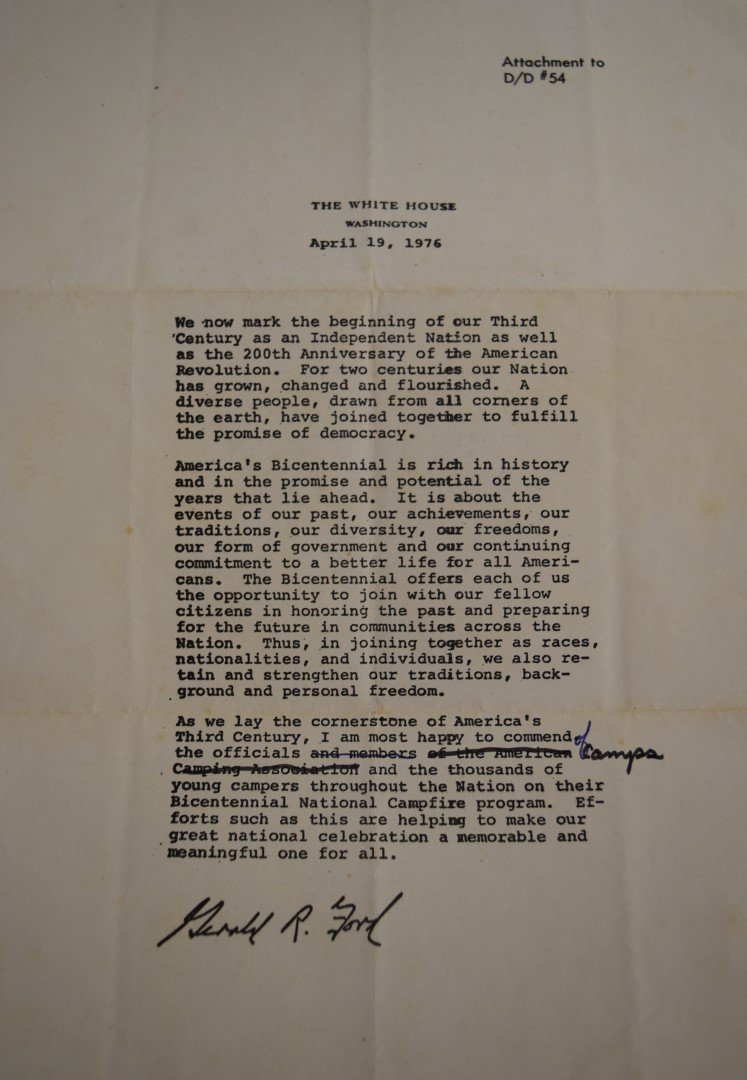 Attachment to
D/D #54
THE WHITE HOUSE
WASHINGTON
April 19, 1976
We now mark the beginning of our Third
Century as an Independent Nation as well
as the 200th Anniversary of the American
Revolution. For two centuries our Nation
has grown, changed and flourished. A
diverse people, drawn from all corners of
the earth, have joined together to fulfill
the promise of democracy.
America's Bicentennial is rich in history
and in the promise and potential of the
years that lie ahead. It is about the
events of our past, our achievements, our
traditions, our diversity, our freedoms,
our form of government and our continuing
commitment to a better life for all Ameri-
cans. The Bicentennial offers each of us
the opportunity to join with our fellow
citizens in honoring the past and preparing
for the future in communities across the
Nation. Thus, in joining together as races,
nationalities, and individuals, we also re-
tain and strengthen our traditions, back-
ground and personal freedom.
As we lay the cornerstone of America's
Third Century, I am most happy to commend
the officials and members of the American of Campa
Camping Association and the thousands of
young campers throughout the Nation on their
Bicentennial National Campfire program. Ef-
forts such as this are helping to make our
great national celebration a memorable and
meaningful one for all.
Gerald R. Ford